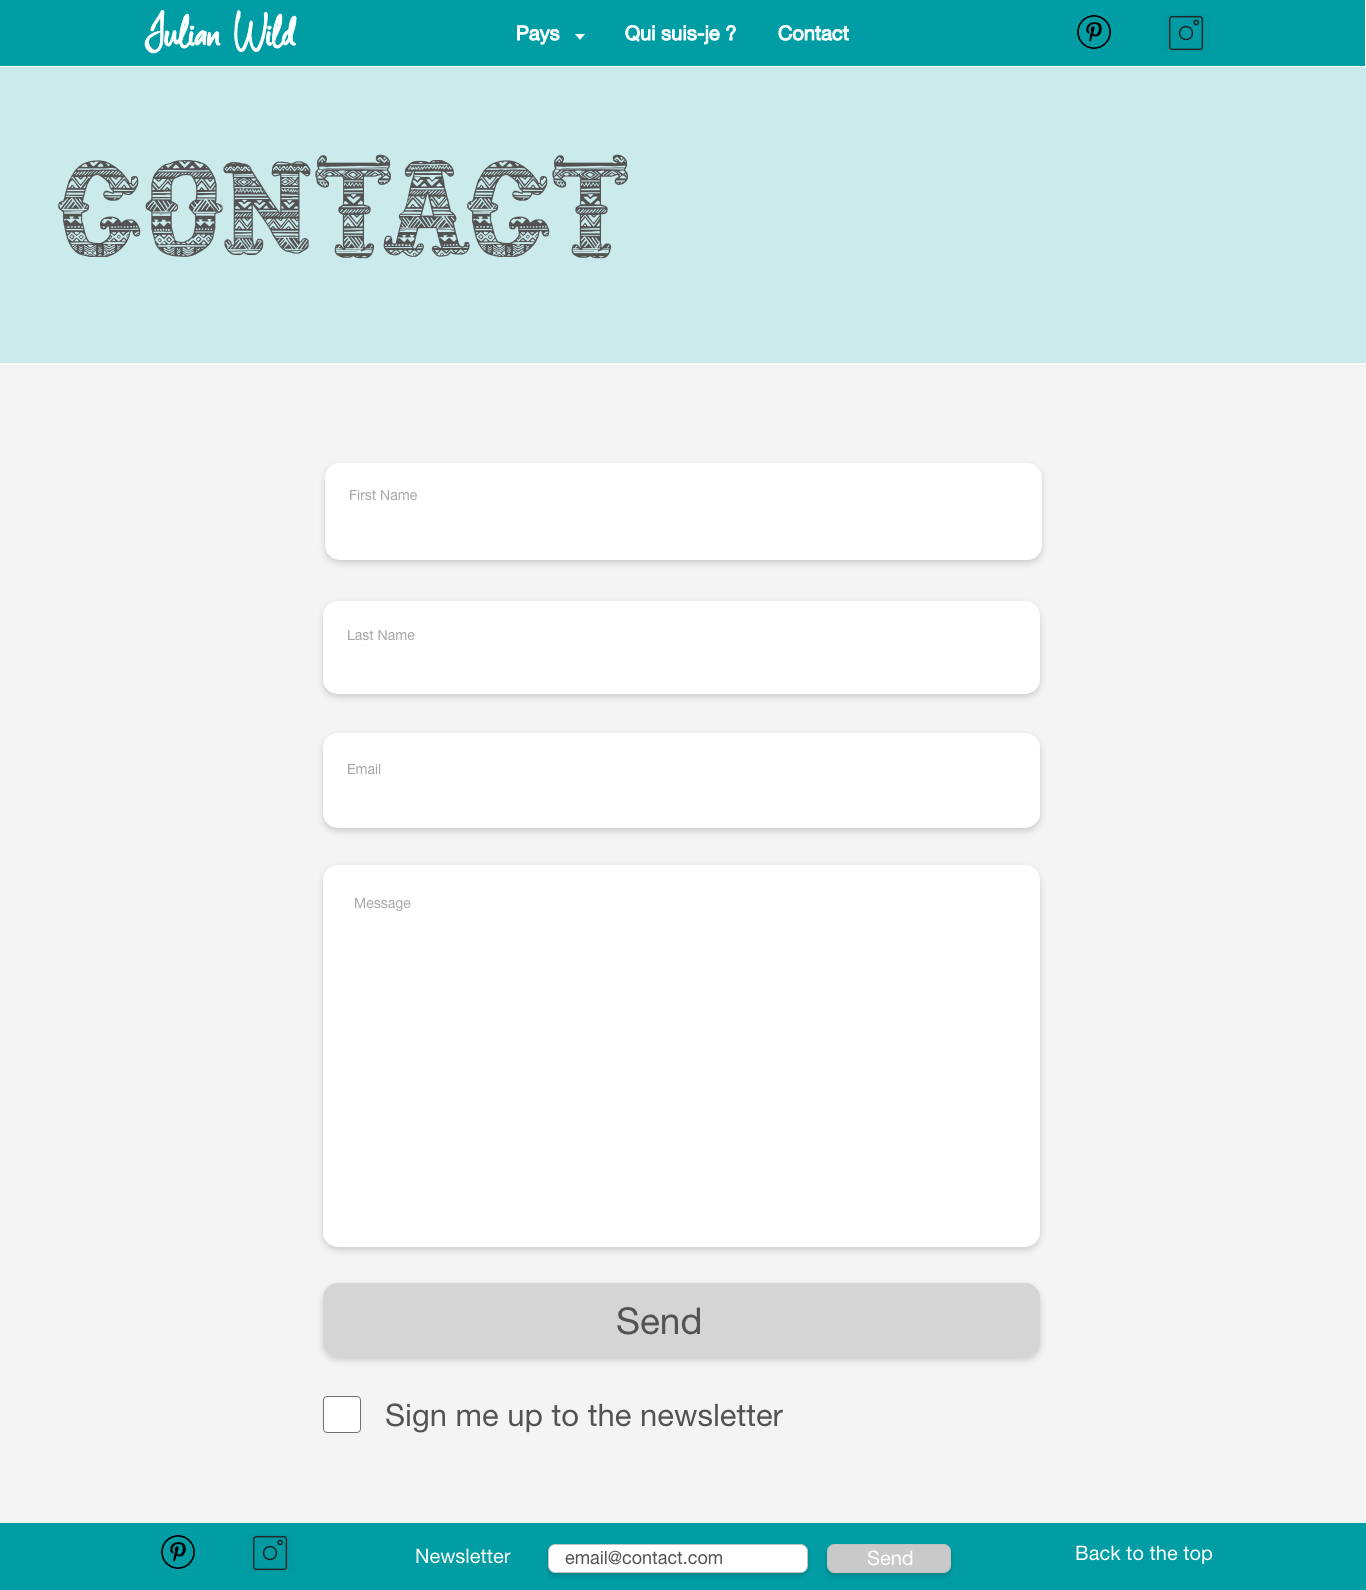 Julian Wild
Pays
Qui suis-je ?
Contact
CONTACT
First Name
Last Name
Email
Message
Send
Sign me up to the newsletter
Newsletter
email@contact.com
Send
Back to the top